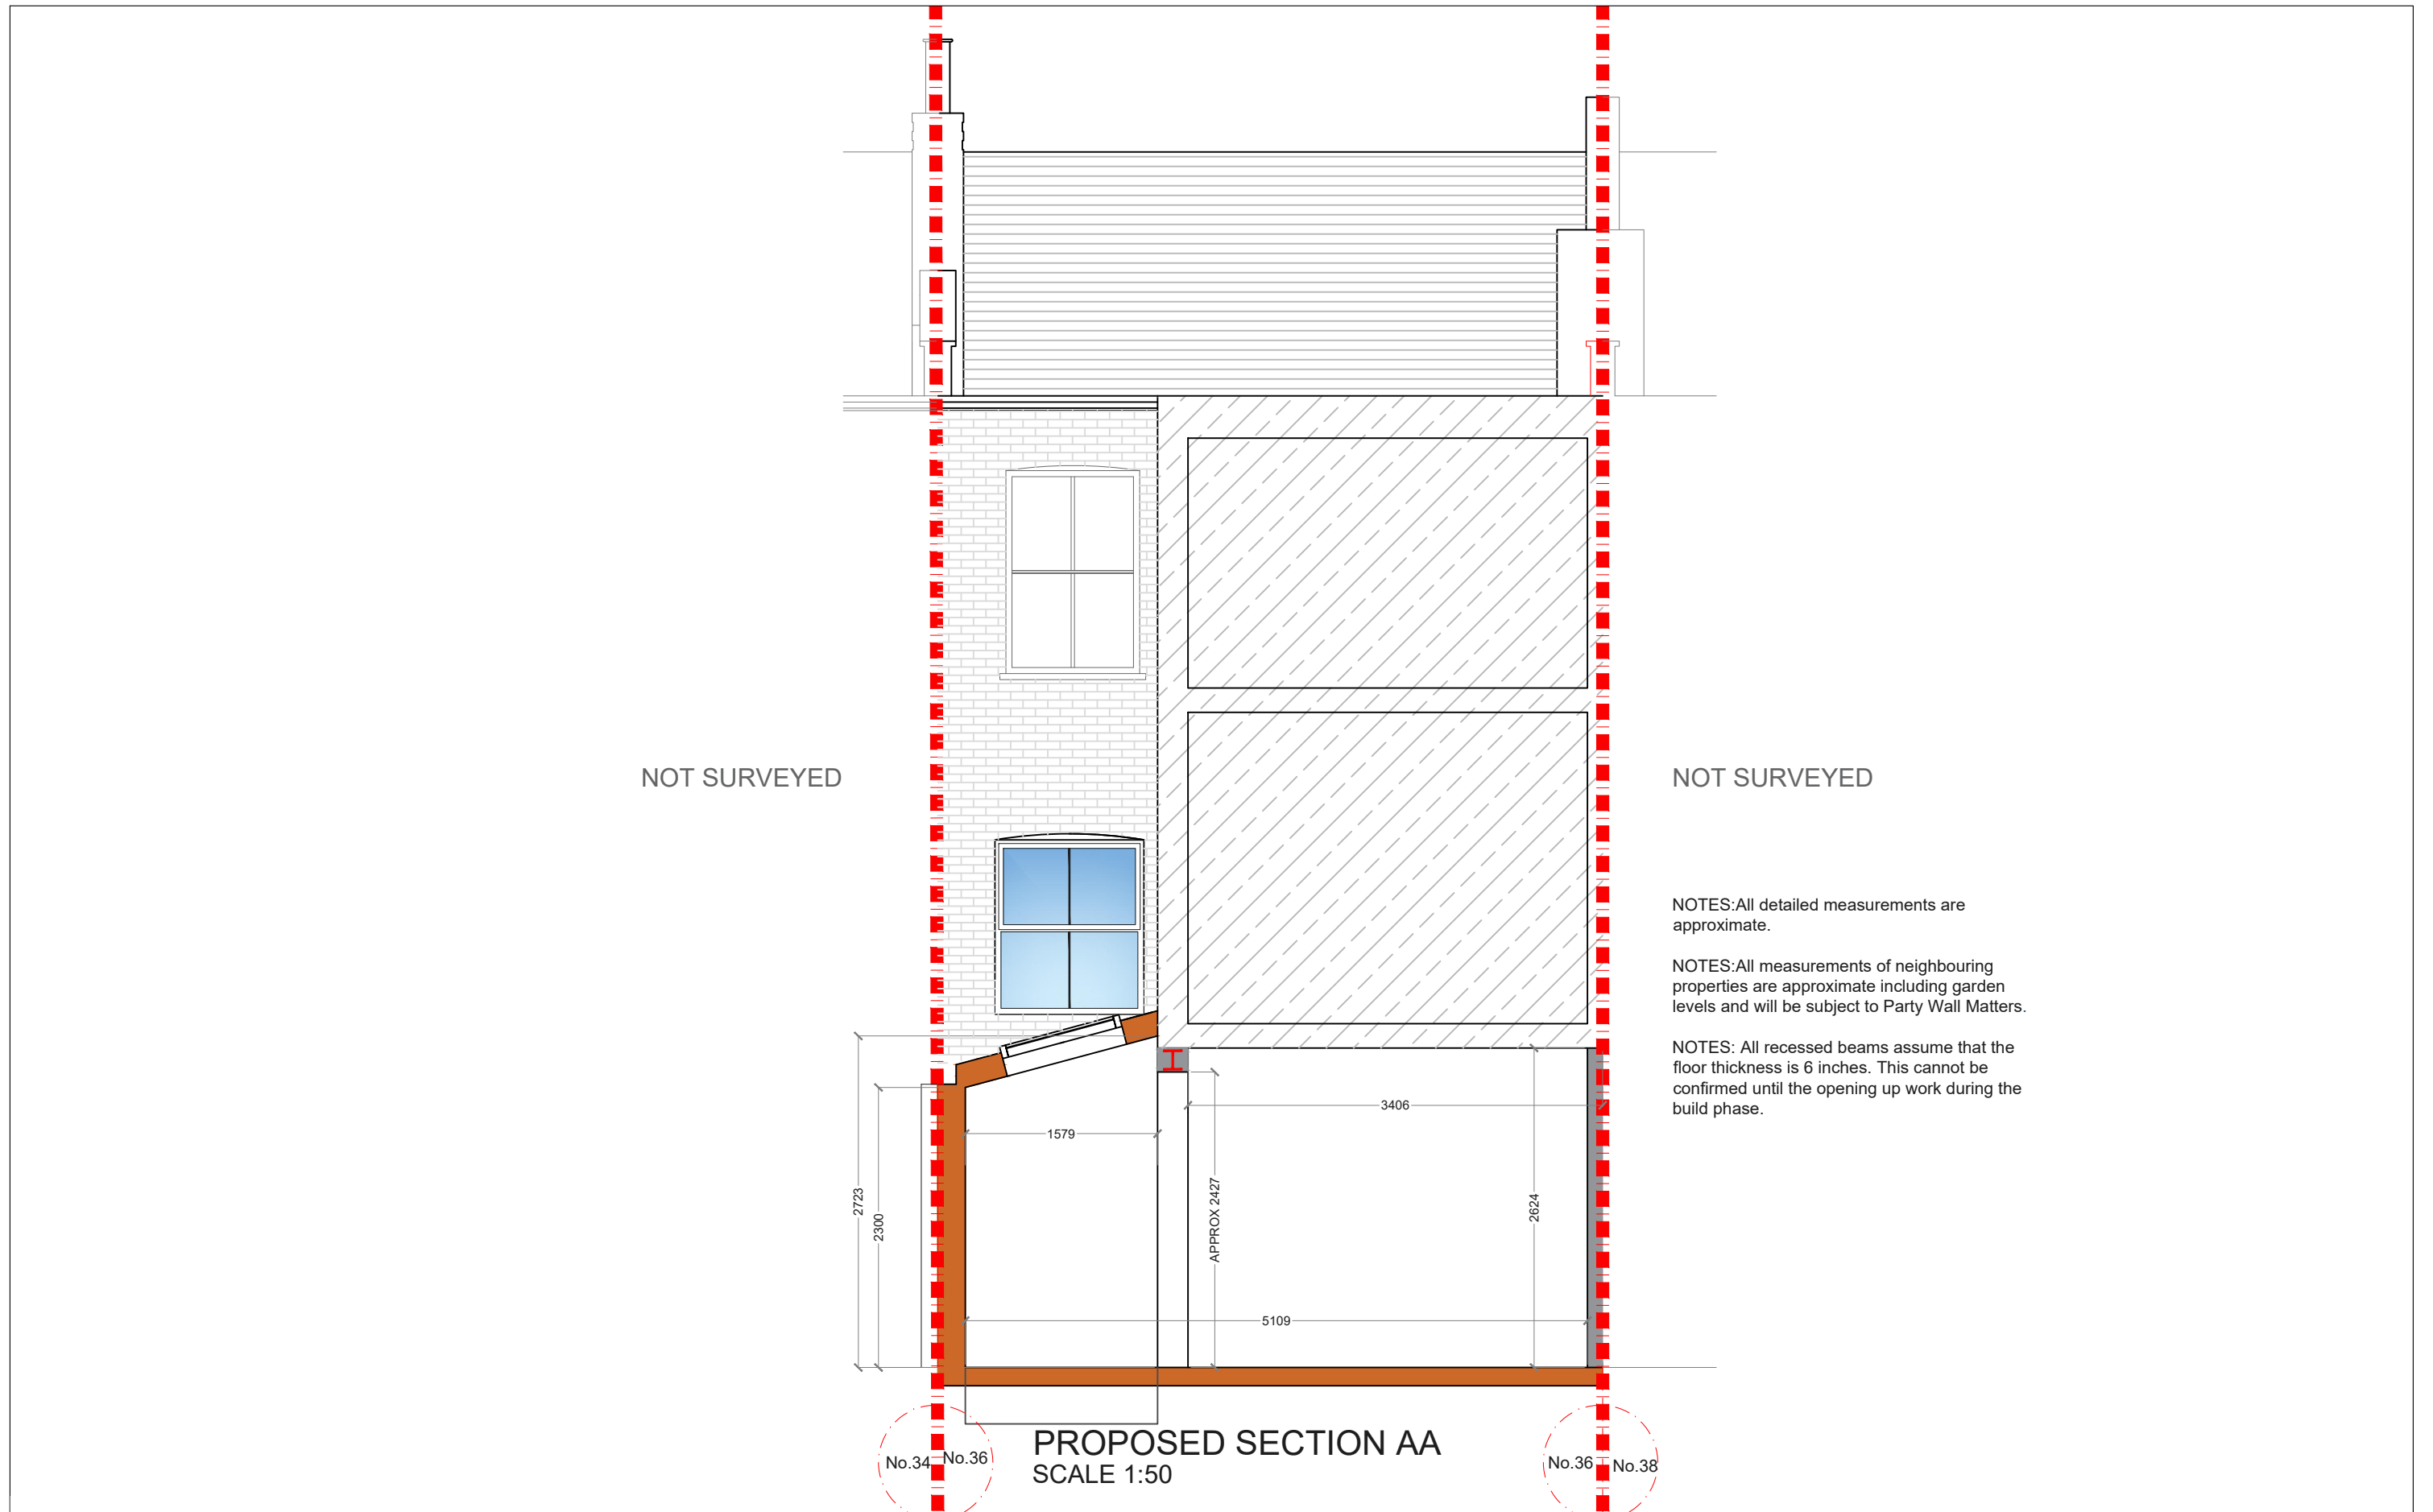 NOT SURVEYED
NOT SURVEYED
NOTES:All detailed measurements are
approximate.
NOTES:All measurements of neighbouring
properties are approximate including garden
levels and will be subject to Party Wall Matters.
NOTES: All recessed beams assume that the
floor thickness is 6 inches. This cannot be
confirmed until the opening up work during the
build phase.
3406
1579
2723
2300
APPROX 2427
2624
5109
PROPOSED SECTION AA
SCALE 1:50
No.34
No.36
No.36
No.38